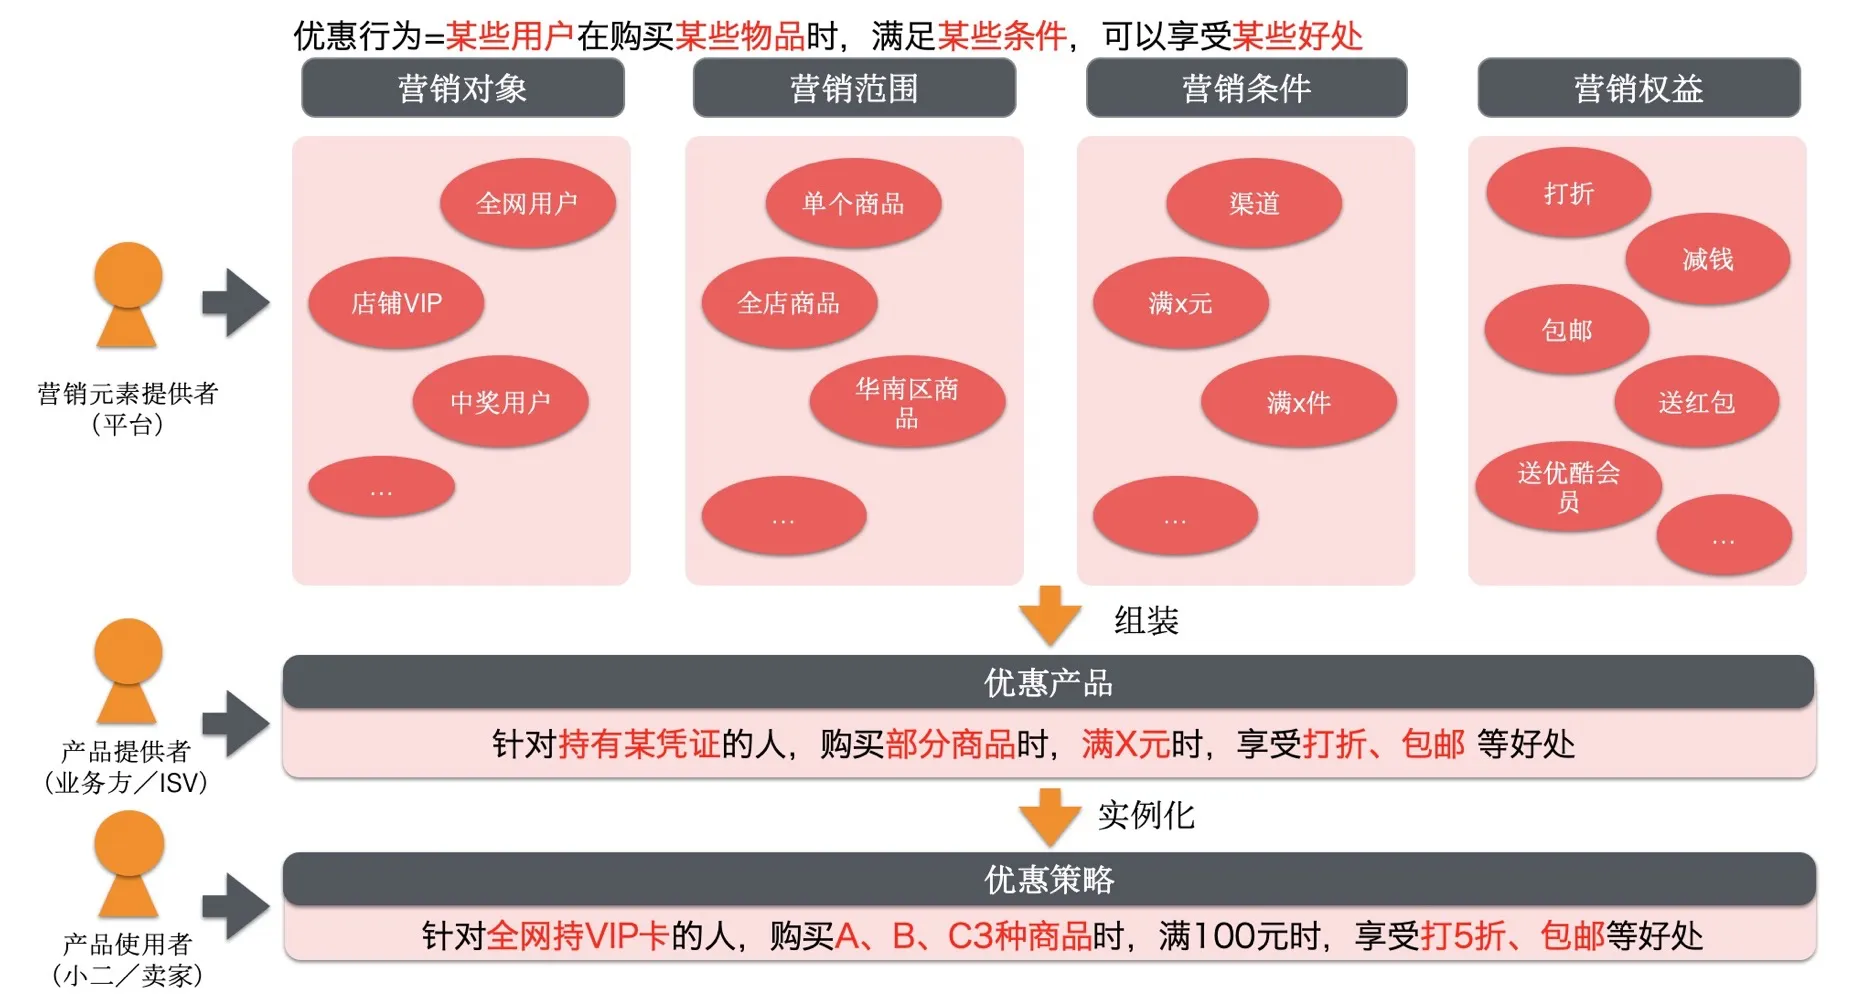 优惠行为=某些用户在购买某些物品时，满足某些条件，可以享受某些好处
营销对象
营销范围
营销条件
营销权益
全网用户
店铺VIP
中奖用户
...
单个商品
全店商品
华南区商
品
...
渠道
满x元
满x件
...
打折
减钱
包邮
送红包
送优酷会
员
...
营销元素提供者
（平台）
组装
优惠产品
针对持有某凭证的人，购买部分商品时，满X元时，享受打折、包邮 等好处
产品提供者
（业务方／ISV）
实例化
优惠策略
针对全网持VIP卡的人，购买A、B、C3种商品时，满100元时，享受打5折、包邮等好处
产品使用者
（小二／卖家）